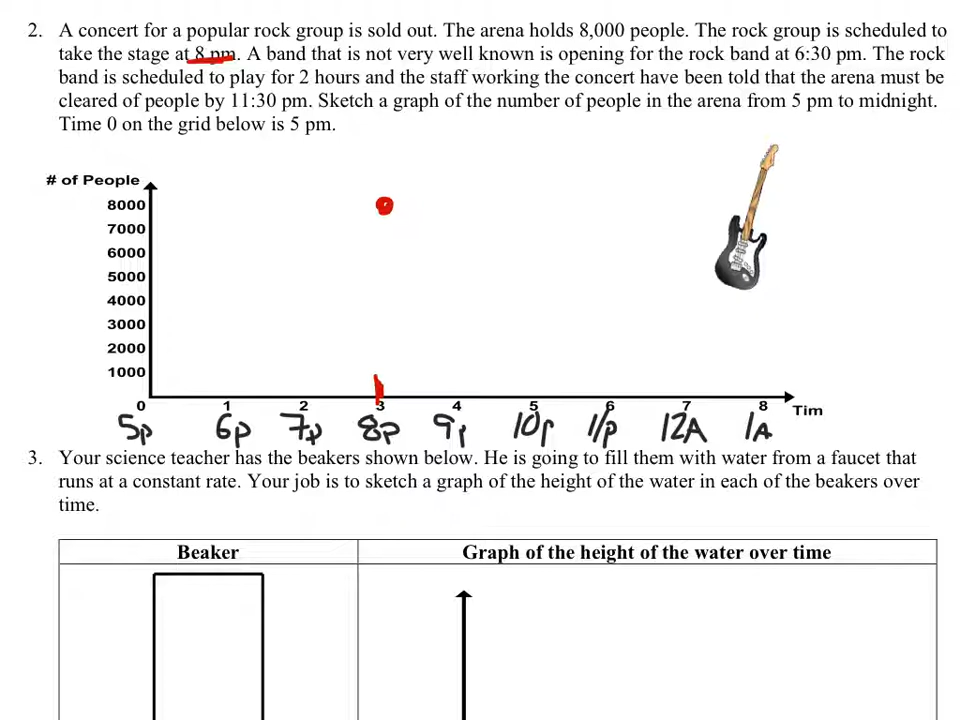 2. A concert for a popular rock group is sold out. The arena holds 8,000 people. The rock group is scheduled to
take the stage at 8 pm. A band that is not very well known is opening for the rock band at 6:30 pm. The rock
band is scheduled to play for 2 hours and the staff working the concert have been told that the arena must be
cleared of people by 11:30 pm. Sketch a graph of the number of people in the arena from 5 pm to midnight.
Time 0 on the grid below is 5 pm.
# of People
8000
7000
6000
5000
4000
3000
2000
1000
0 1 2 3 4 5 6 7 8 Tim
5p 6p 7p 8p 9p 10p 11p 12A 1A
3. Your science teacher has the beakers shown below. He is going to fill them with water from a faucet that
runs at a constant rate. Your job is to sketch a graph of the height of the water in each of the beakers over
time.
Beaker Graph of the height of the water over time